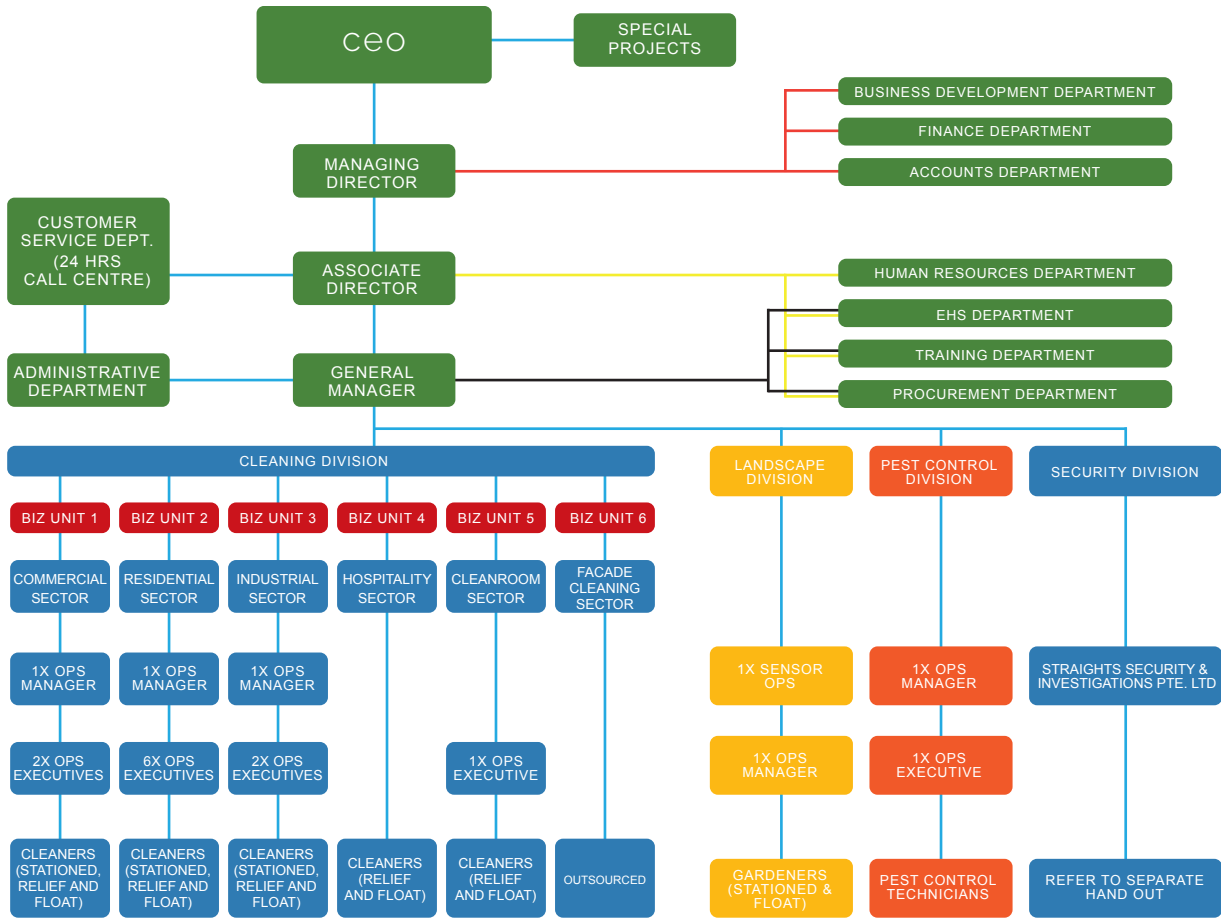 ceo
SPECIAL
PROJECTS
BUSINESS DEVELOPMENT DEPARTMENT
FINANCE DEPARTMENT
ACCOUNTS DEPARTMENT
MANAGING
DIRECTOR
CUSTOMER
SERVICE DEPT.
(24 HRS
CALL CENTRE)
ASSOCIATE
DIRECTOR
HUMAN RESOURCES DEPARTMENT
EHS DEPARTMENT
TRAINING DEPARTMENT
PROCUREMENT DEPARTMENT
ADMINISTRATIVE
DEPARTMENT
GENERAL
MANAGER
CLEANING DIVISION
LANDSCAPE
DIVISION
PEST CONTROL
DIVISION
SECURITY DIVISION
BIZ UNIT 1
BIZ UNIT 2
BIZ UNIT 3
BIZ UNIT 4
BIZ UNIT 5
BIZ UNIT 6
COMMERCIAL
SECTOR
RESIDENTIAL
SECTOR
INDUSTRIAL
SECTOR
HOSPITALITY
SECTOR
CLEANROOM
SECTOR
FACADE
CLEANING
SECTOR
1X OPS
MANAGER
1X OPS
MANAGER
1X OPS
MANAGER
1X SENSOR
OPS
1X OPS
MANAGER
STRAIGHTS SECURITY &
INVESTIGATIONS PTE. LTD
2X OPS
EXECUTIVES
6X OPS
EXECUTIVES
2X OPS
EXECUTIVES
1X OPS
EXECUTIVE
1X OPS
MANAGER
1X OPS
EXECUTIVE
CLEANERS
(STATIONED,
RELIEF AND
FLOAT)
CLEANERS
(STATIONED,
RELIEF AND
FLOAT)
CLEANERS
(STATIONED,
RELIEF AND
FLOAT)
CLEANERS
(RELIEF
AND FLOAT)
CLEANERS
(RELIEF
AND FLOAT)
OUTSOURCED
GARDENERS
(STATIONED &
FLOAT)
PEST CONTROL
TECHNICIANS
REFER TO SEPARATE
HAND OUT